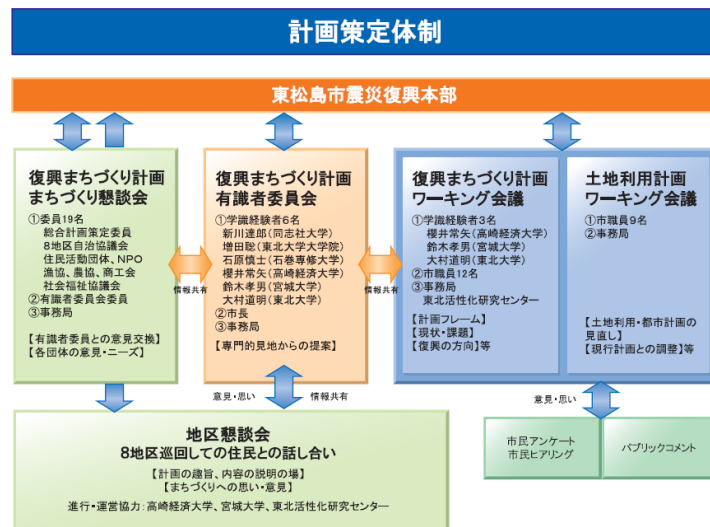 計画策定体制
東松島市震災復興本部
復興まちづくり計画
まちづくり懇談会
①委員19名
総合計画策定委員
8地区自治協議会
住民活動団体、NPO
漁協、農協、商工会
社会福祉協議会
②有識者委員会委員
③事務局
【有識者委員との意見交換】
【各団体の意見・ニーズ】
情報共有
復興まちづくり計画
有識者委員会
①学識経験者6名
新川達郎(同志社大学)
増田聡(東北大学大学院)
石原慎士(石巻専修大学)
櫻井常矢(高崎経済大学)
鈴木孝男(宮城大学)
大村道明(東北大学)
②市長
③事務局
【専門的見地からの提案】
情報共有
復興まちづくり計画
ワーキング会議
①学識経験者3名
櫻井常矢(高崎経済大学)
鈴木孝男(宮城大学)
大村道明(東北大学)
②市職員12名
③事務局
東北活性化研究センター
【計画フレーム】
【現状・課題】
【復興の方向】等
土地利用計画
ワーキング会議
①市職員9名
②事務局
【土地利用・都市計画の
見直し】
【現行計画との調整】等
意見・思い
情報共有
意見・思い
地区懇談会
8地区巡回しての住民との話し合い
【計画の趣旨、内容の説明の場】
【まちづくりへの思い・意見】
進行・運営協力:高崎経済大学、宮城大学、東北活性化研究センター
市民アンケート
市民ヒアリング
パブリックコメント